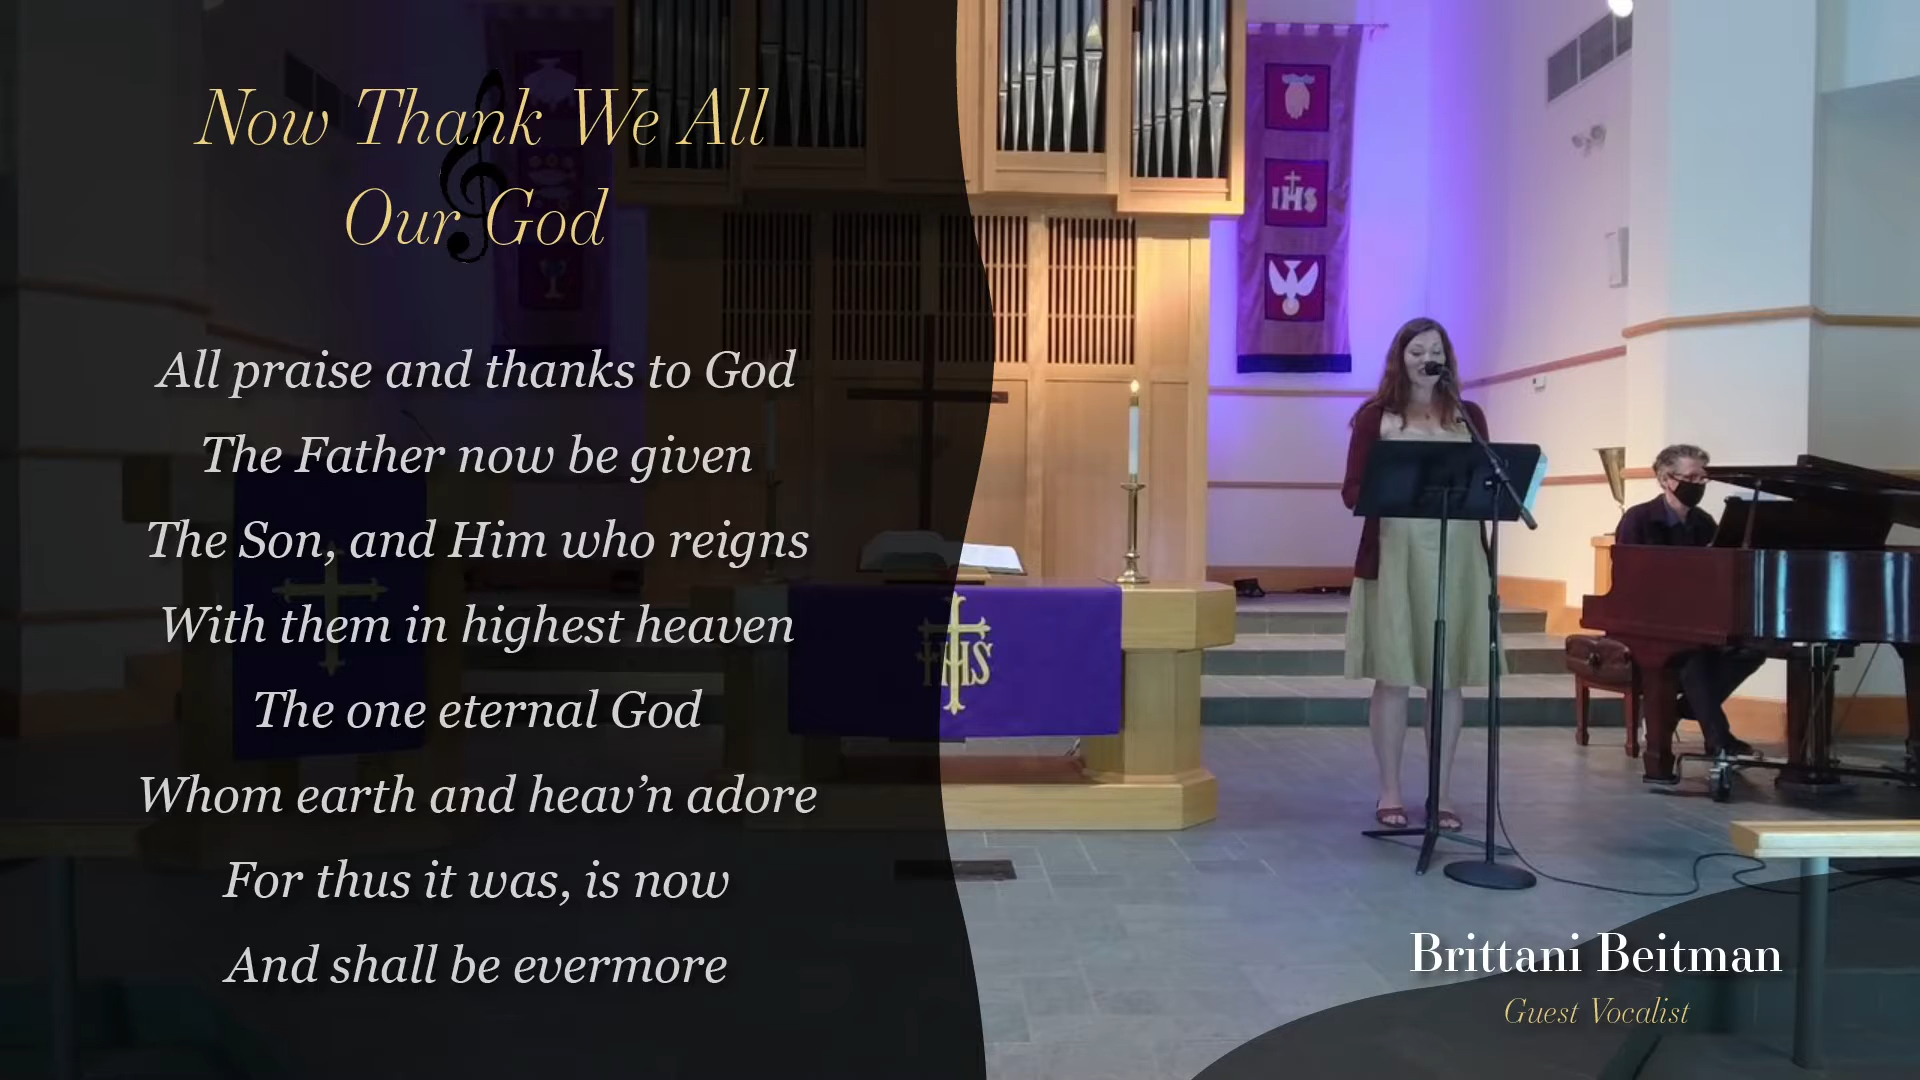 Now Thank We All
Our God
All praise and thanks to God
The Father now be given
The Son, and Him who reigns
With them in highest heaven
The one eternal God
Whom earth and heav’n adore
For thus it was, is now
And shall be evermore
IHS
IHS
Brittani Beitman
Guest Vocalist